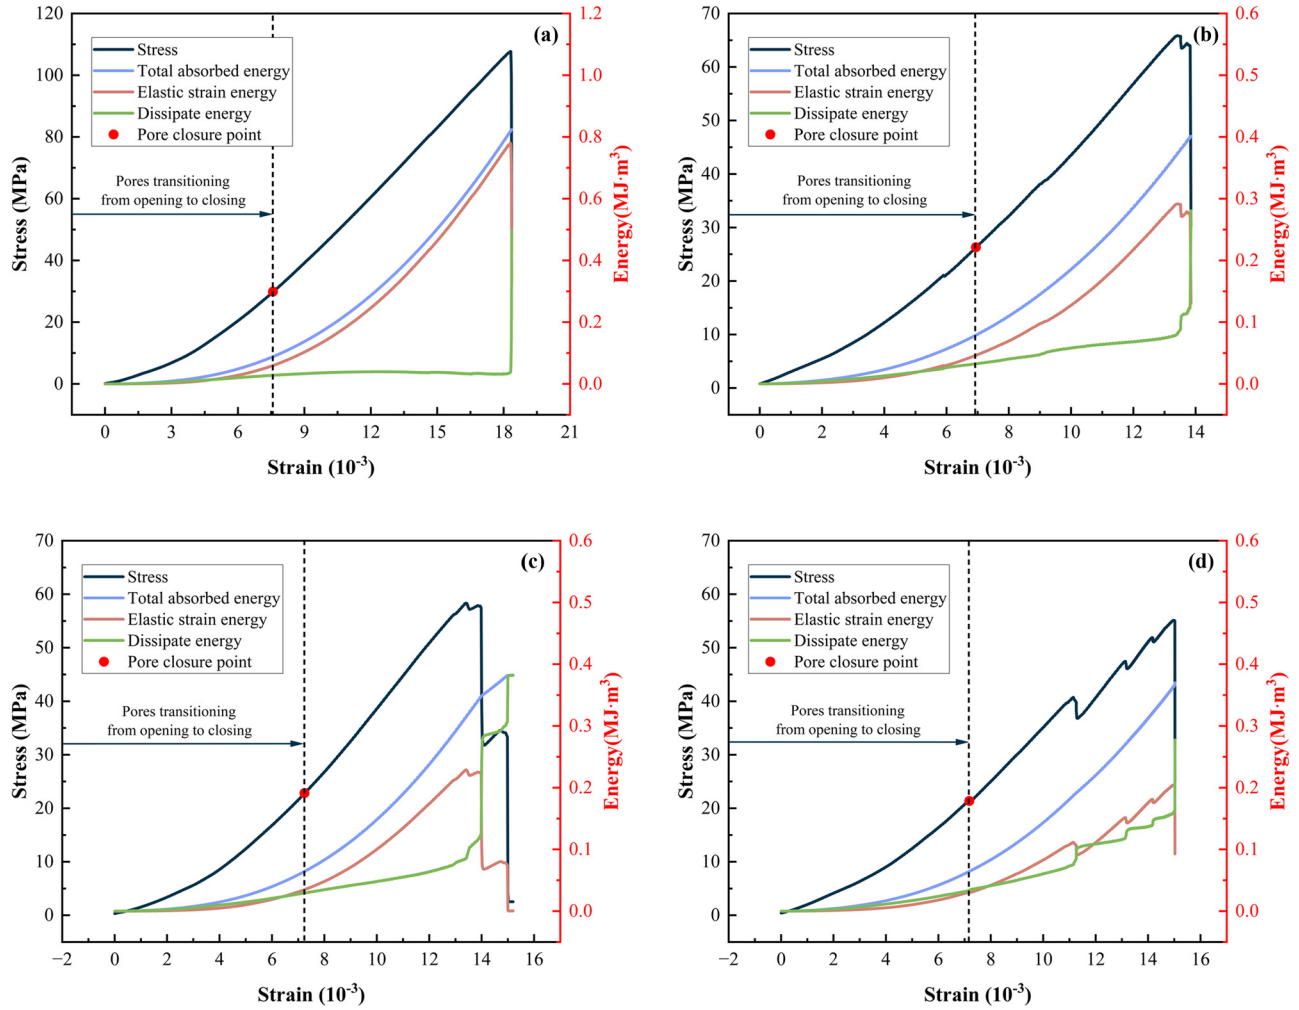 (a)
Stress
Total absorbed energy
Elastic strain energy
Dissipate energy
Pore closure point
Pores transitioning
from opening to closing
120
100
80
60
40
20
0
Stress (MPa)
1.2
1.0
0.8
0.6
0.4
0.2
0.0
Energy(MJ·m³)
0 3 6 9 12 15 18 21
Strain (10⁻³)
(b)
Stress
Total absorbed energy
Elastic strain energy
Dissipate energy
Pore closure point
Pores transitioning
from opening to closing
70
60
50
40
30
20
10
0
Stress (MPa)
0.6
0.5
0.4
0.3
0.2
0.1
0.0
Energy(MJ·m³)
0 2 4 6 8 10 12 14
Strain (10⁻³)
(c)
Stress
Total absorbed energy
Elastic strain energy
Dissipate energy
Pore closure point
Pores transitioning
from opening to closing
70
60
50
40
30
20
10
0
Stress (MPa)
0.6
0.5
0.4
0.3
0.2
0.1
0.0
Energy(MJ·m³)
−2 0 2 4 6 8 10 12 14 16
Strain (10⁻³)
(d)
Stress
Total absorbed energy
Elastic strain energy
Dissipate energy
Pore closure point
Pores transitioning
from opening to closing
70
60
50
40
30
20
10
0
Stress (MPa)
0.6
0.5
0.4
0.3
0.2
0.1
0.0
Energy(MJ·m³)
−2 0 2 4 6 8 10 12 14 16
Strain (10⁻³)